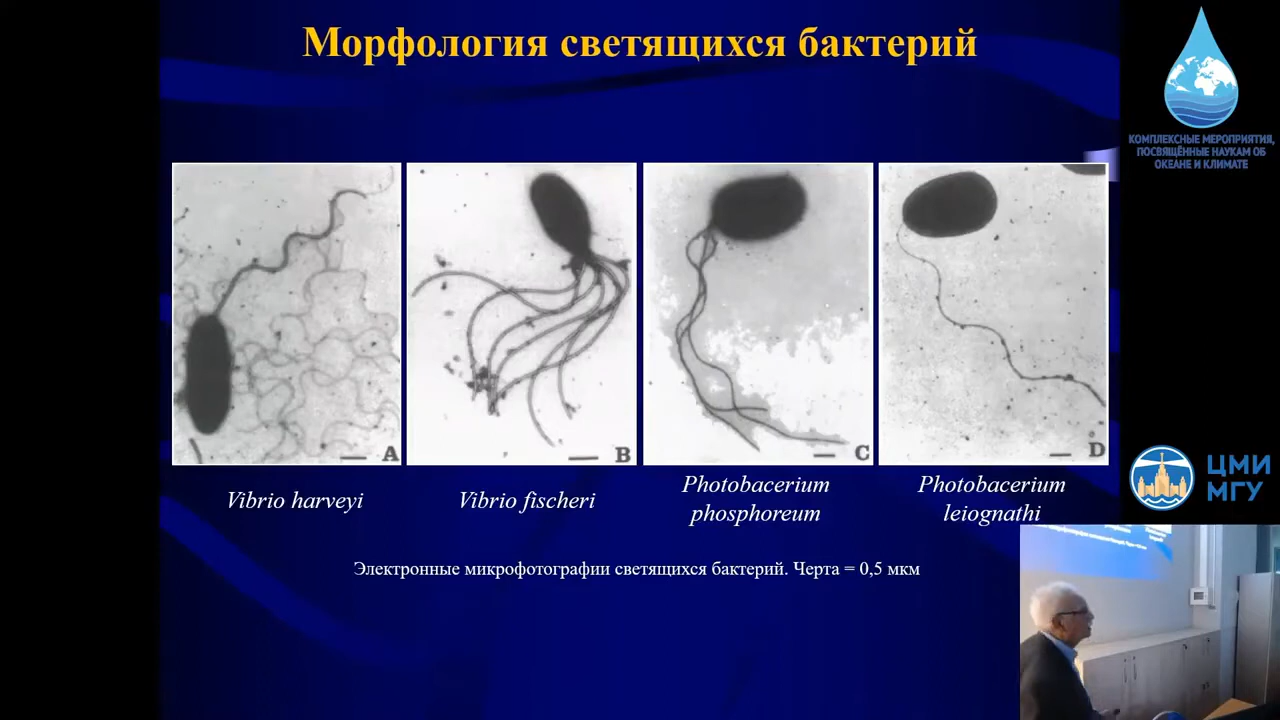 Морфология светящихся бактерий
КОМПЛЕКСНЫЕ МЕРОПРИЯТИЯ,
ПОСВЯЩЁННЫЕ НАУКАМ ОБ
ОКЕАНЕ И КЛИМАТЕ
A
B
C
D
Vibrio harveyi
Vibrio fischeri
Photobacerium
phosphoreum
Photobacerium
leiognathi
Электронные микрофотографии светящихся бактерий. Черта = 0,5 мкм
ЦМИ
МГУ